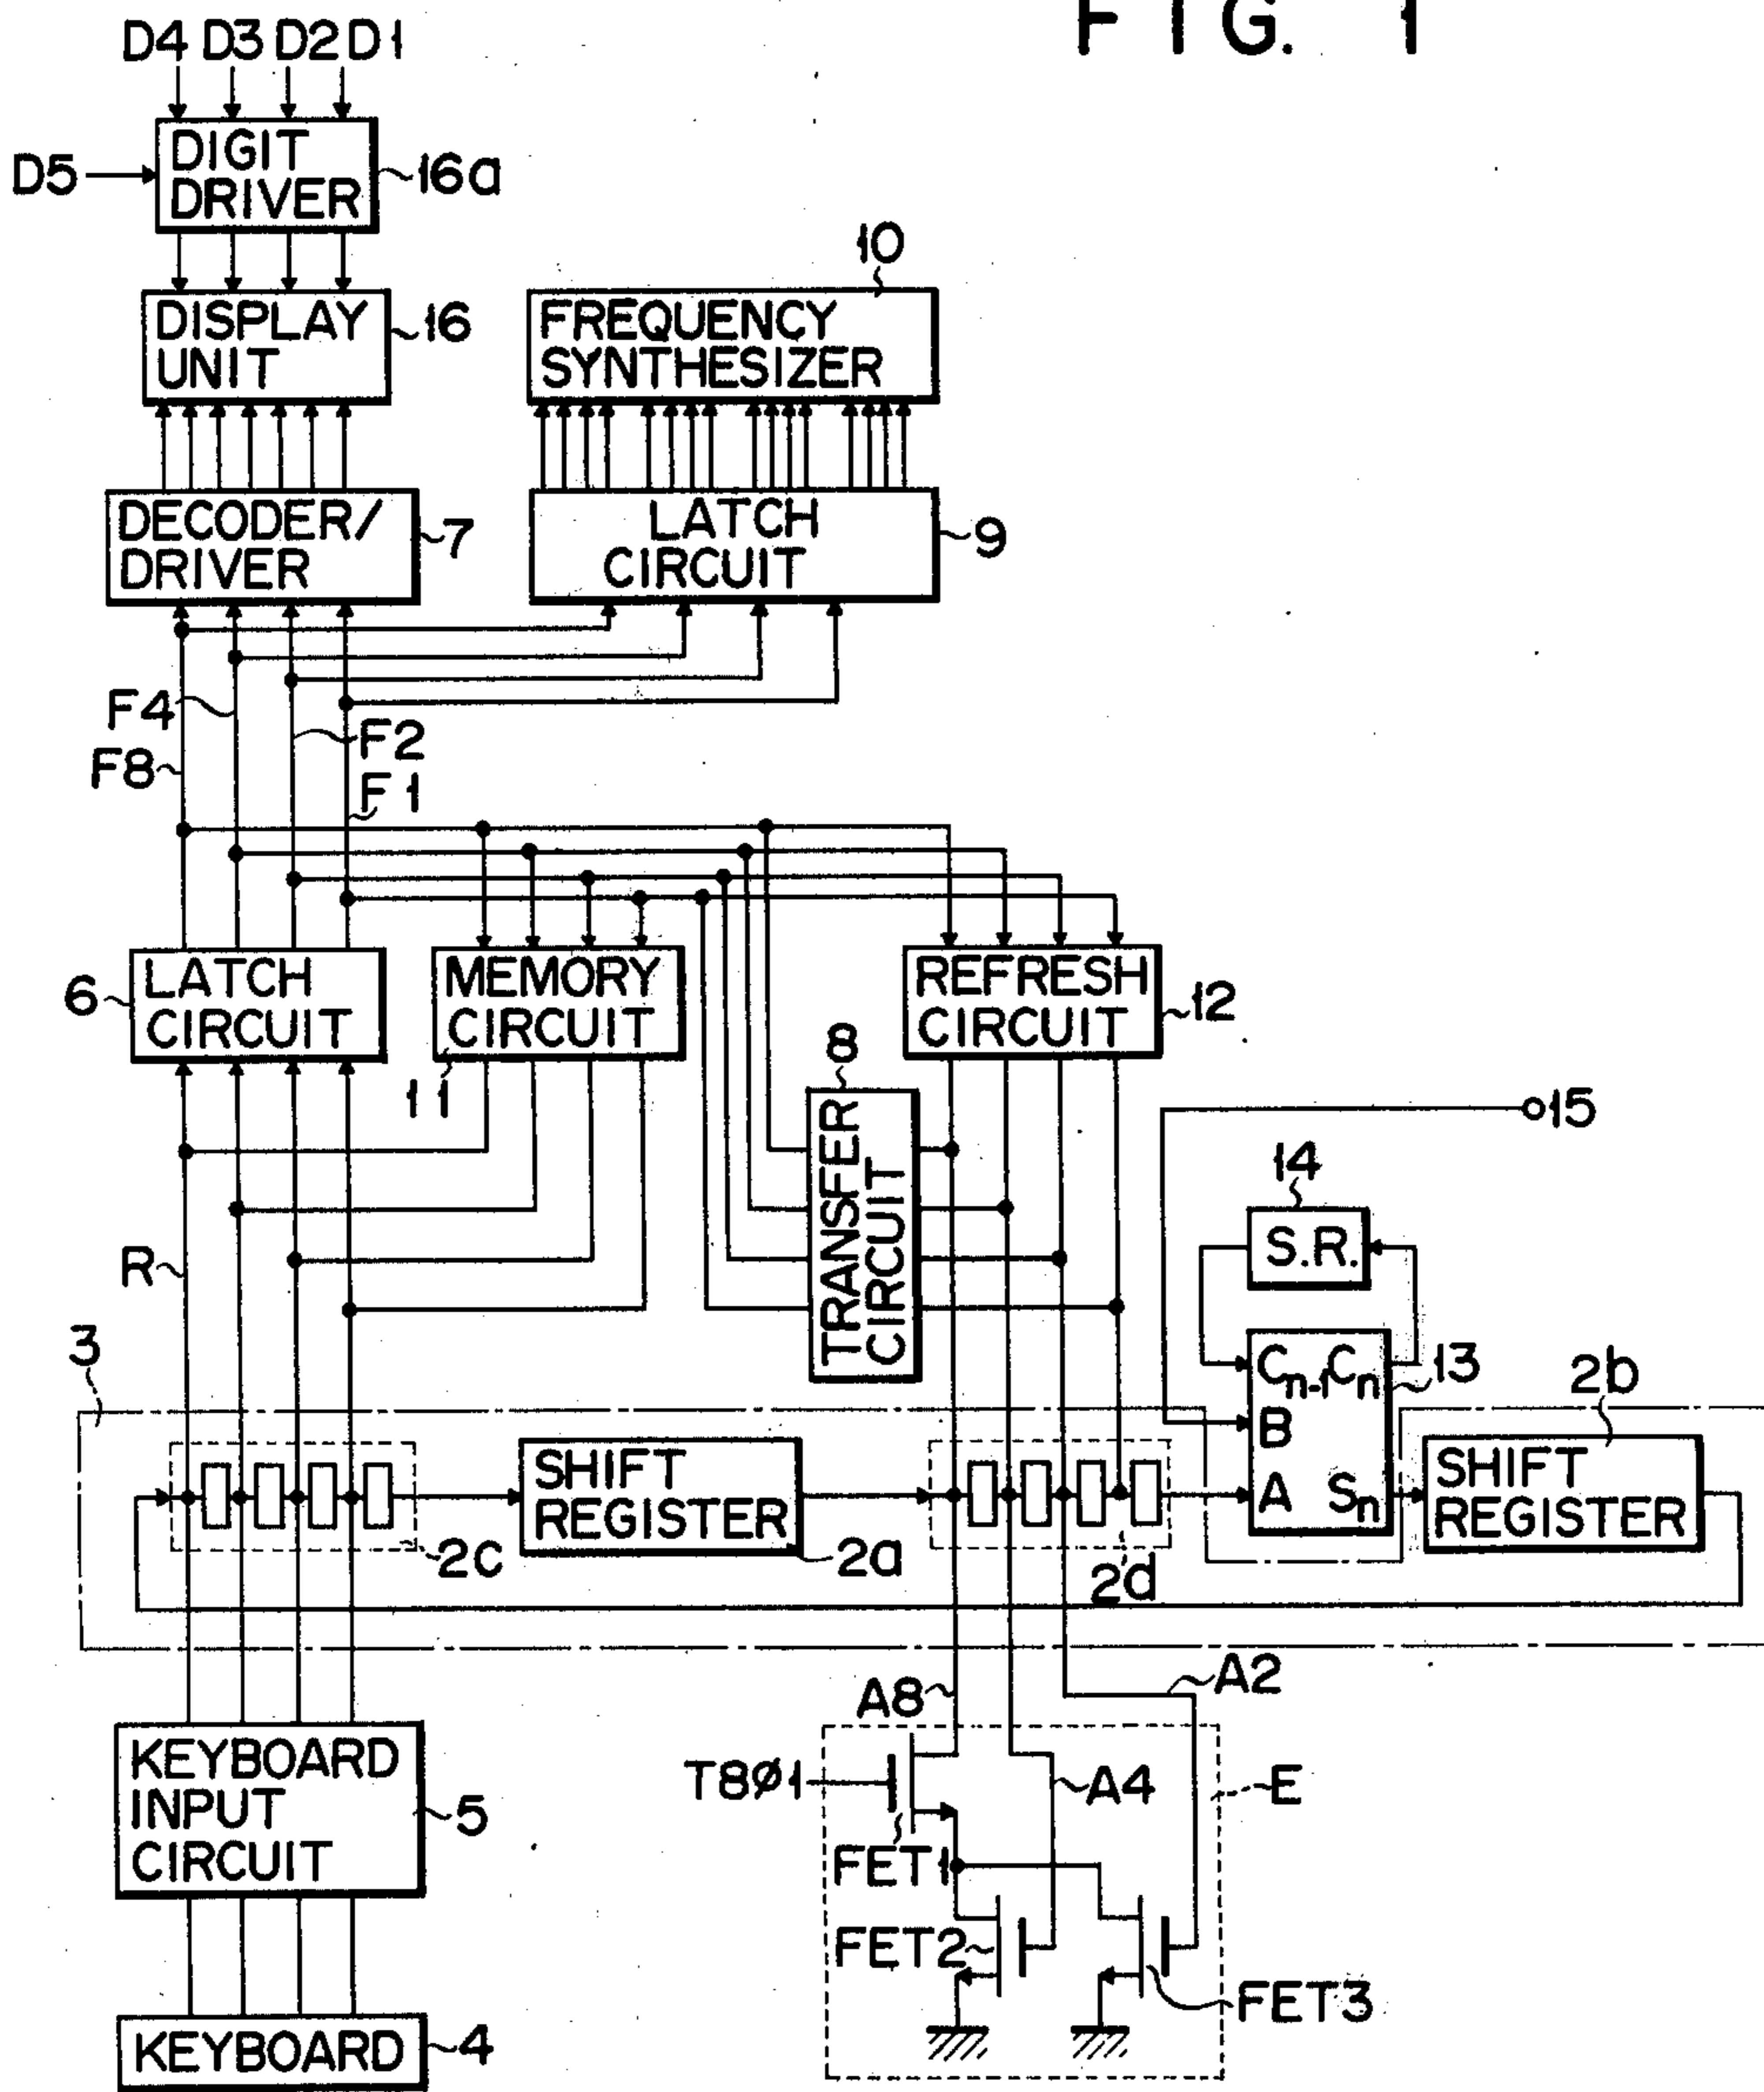 FIG. 1
D4 D3 D2 D1
DIGIT
DRIVER
D5
16a
10
DISPLAY
UNIT
16
FREQUENCY
SYNTHESIZER
DECODER/
DRIVER
7
LATCH
CIRCUIT
9
F4
F2
F8
F1
6
LATCH
CIRCUIT
MEMORY
CIRCUIT
11
REFRESH
CIRCUIT
12
8
TRANSFER
CIRCUIT
15
14
S.R.
R
3
Cn-1 Cn
13
B
A Sn
2b
SHIFT
REGISTER
2c
SHIFT
REGISTER
2a
2d
A8
A2
KEYBOARD
INPUT
CIRCUIT
5
T8Ø1
A4
E
FET1
FET2
FET3
KEYBOARD
4